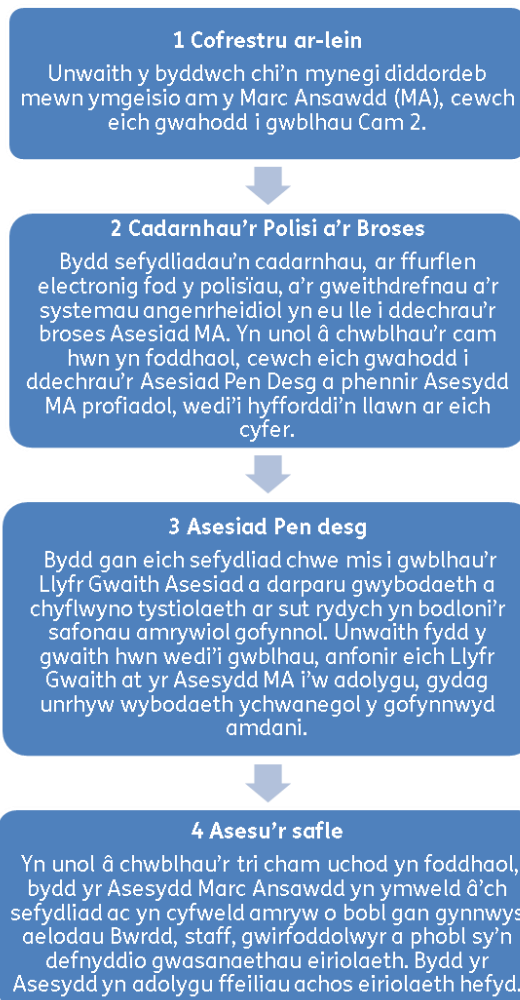 1 Cofrestru ar-lein
Unwaith y byddwch chi'n mynegi diddordeb
mewn ymgeisio am y Marc Ansawdd (MA), cewch
eich gwahodd i gwblhau Cam 2.
2 Cadarnhau'r Polisi a'r Broses
Bydd sefydliadau'n cadarnhau, ar ffurflen
electronig fod y polisïau, a'r gweithdrefnau a'r
systemau angenrheidiol yn eu lle i ddechrau'r
broses Asesiad MA. Yn unol â chwblhau'r cam
hwn yn foddhaol, cewch eich gwahodd i
ddechrau'r Asesiad Pen Desg a phennir Asesydd
MA profiadol, wedi'i hyfforddi'n llawn ar eich
cyfer.
3 Asesiad Pen desg
Bydd gan eich sefydliad chwe mis i gwblhau'r
Llyfr Gwaith Asesiad a darparu gwybodaeth a
chyflwyno tystiolaeth ar sut rydych yn bodloni'r
safonau amrywiol gofynnol. Unwaith fydd y
gwaith hwn wedi'i gwblhau, anfonir eich Llyfr
Gwaith at yr Asesydd MA i'w adolygu, gydag
unrhyw wybodaeth ychwanegol y gofynnwyd
amdani.
4 Asesu'r safle
Yn unol â chwblhau'r tri cham uchod yn foddhaol,
bydd yr Asesydd Marc Ansawdd yn ymweld â'ch
sefydliad ac yn cyfweld amryw o bobl gan gynnwys
aelodau Bwrdd, staff, gwirfoddolwyr a phobl sy'n
defnyddio gwasanaethau eiriolaeth. Bydd yr
Asesydd yn adolygu ffeiliau achos eiriolaeth hefyd.